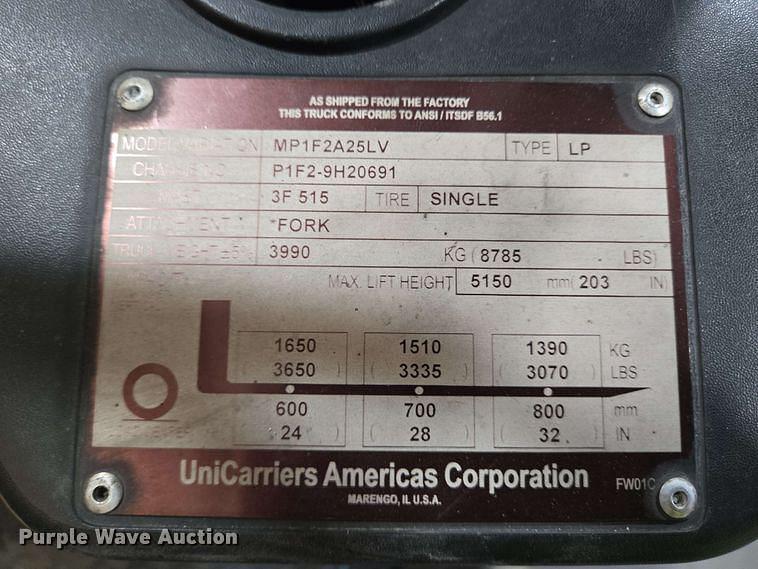 AS SHIPPED FROM THE FACTORY
THIS TRUCK CONFORMS TO ANSI / ITSDF B56.1
MP1F2A25LV TYPE LP
P1F2-9H20691
3F 515 TIRE SINGLE
FORK
3990 KG ( 8785 LBS)
MAX. LIFT HEIGHT 5150 mm( 203 IN)
1650 1510 1390 KG
( 3650 ) ( 3335 ) ( 3070 ) LBS
600 700 800 mm
( 24 ) ( 28 ) ( 32 ) IN
UniCarriers Americas Corporation FW01C
MARENGO, IL U.S.A.
Purple Wave Auction